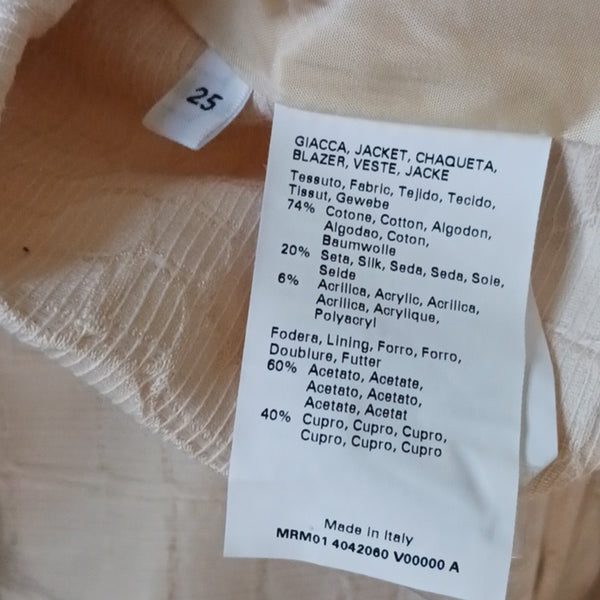 25
GIACCA, JACKET, CHAQUETA,
BLAZER, VESTE, JACKE
Tessuto, Fabric, Tejido, Tecido,
Tissut, Gewebe
74% Cotone, Cotton, Algodon,
Algodao, Coton,
Baumwolle
20% Seta, Silk, Seda, Seda, Soie,
Seide
6% Acrilica, Acrylic, Acrilica,
Acrilica, Acrylique,
Polyacryl
Fodera, Lining, Forro, Forro,
Doublure, Futter
60% Acetato, Acetate,
Acetato, Acetato,
Acetate, Acetat
40% Cupro, Cupro, Cupro,
Cupro, Cupro, Cupro
Made in Italy
MRM01 4042060 V00000 A